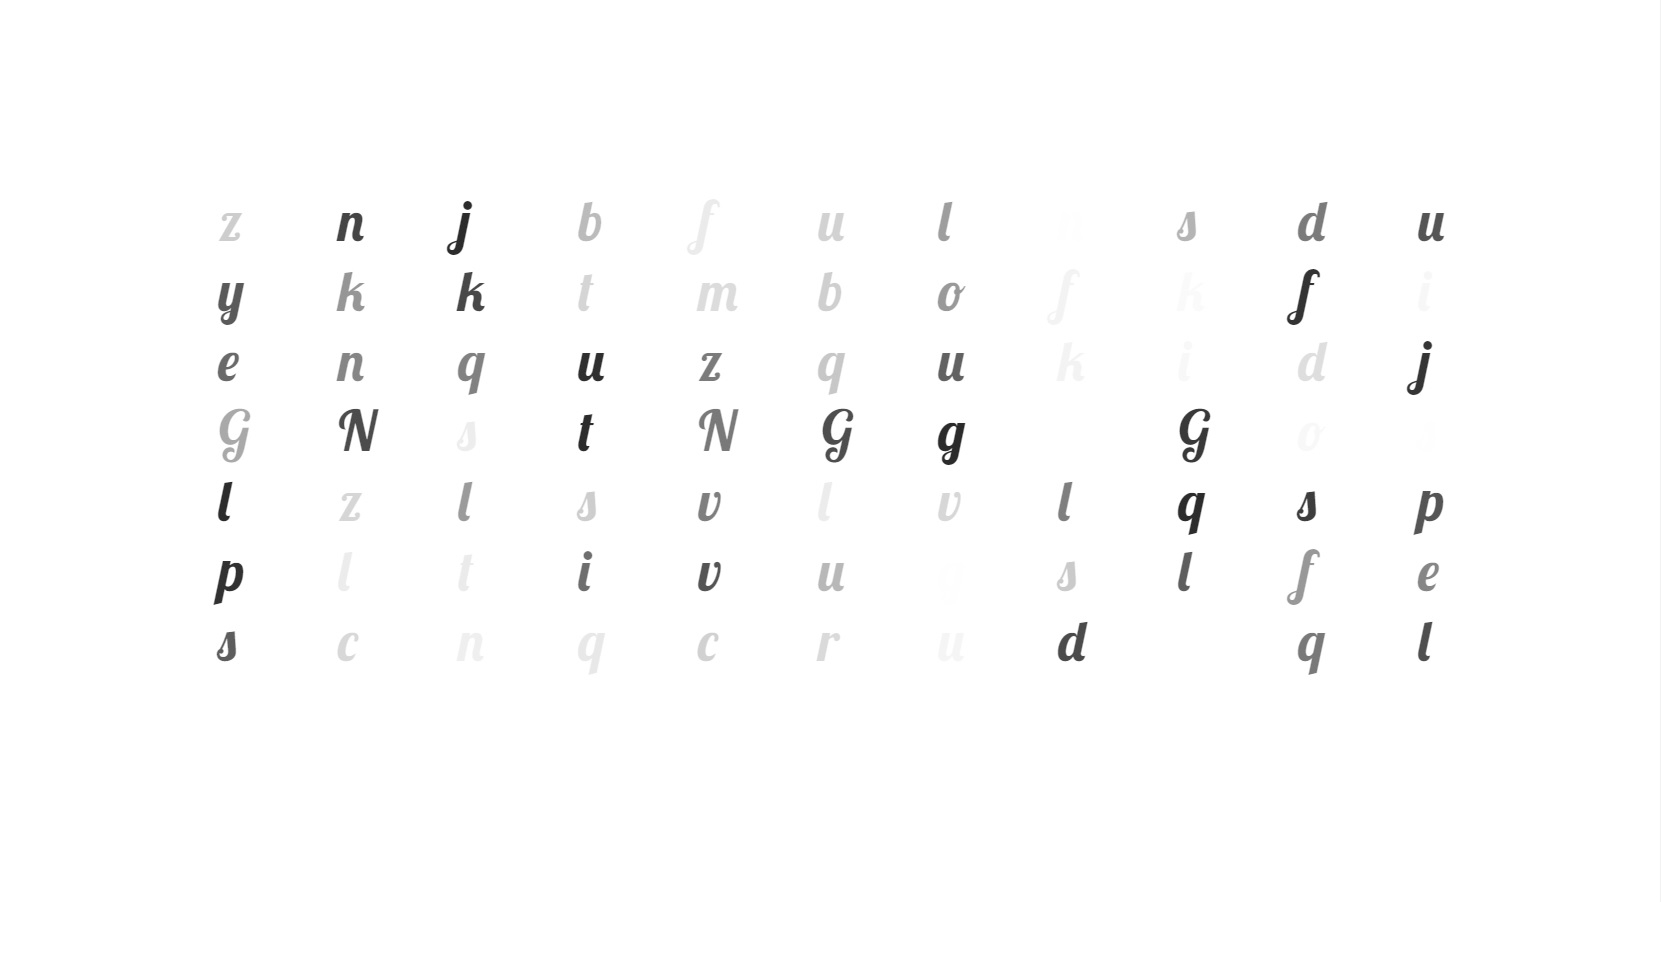 z n j b f u l s d u
y k k t m b o f k f i
e n q u z q u k i d j
G N s t N G g G o
l z l s v l v l q s p
p l t i v u s l f e
s c n q c r u d q l